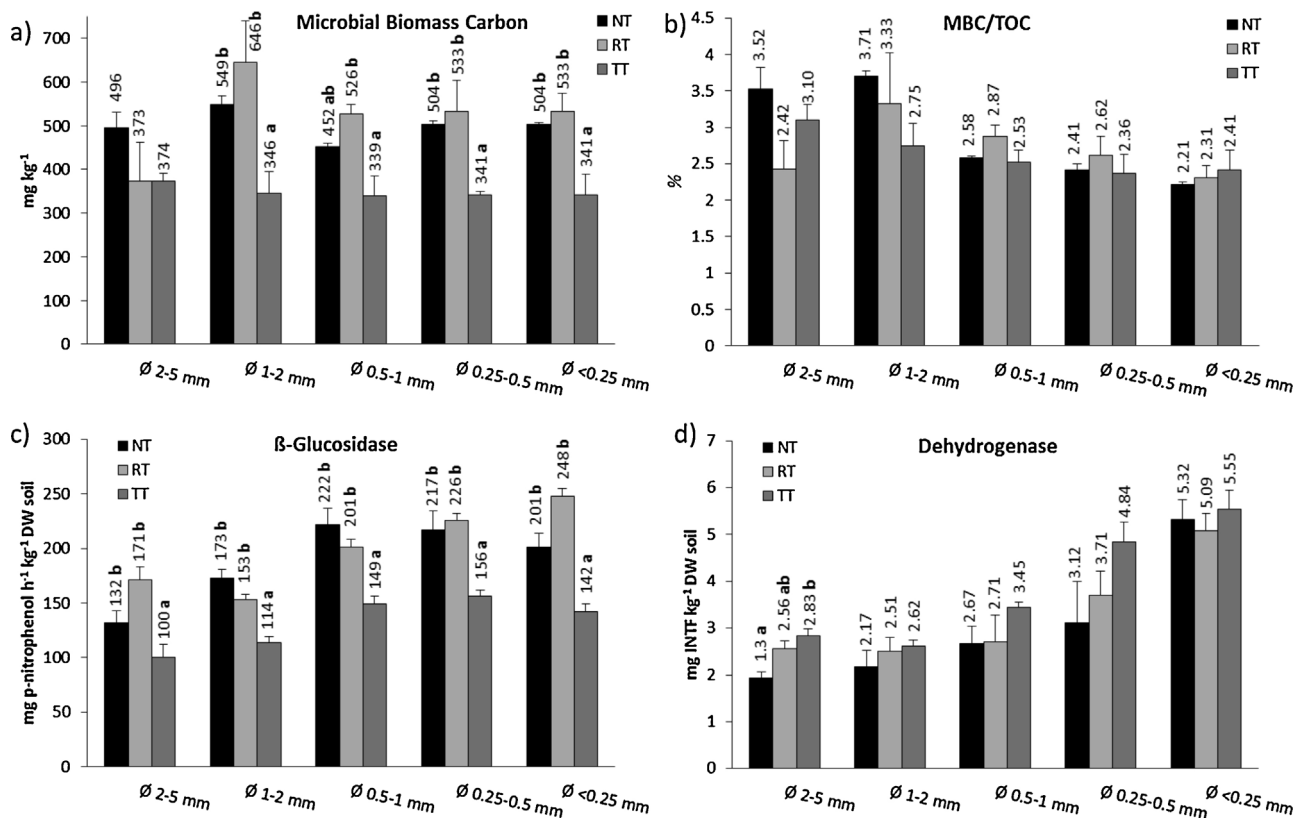 a)
Microbial Biomass Carbon
NT
RT
TT
mg kg⁻¹
700
600
500
400
300
200
100
0
496
373
374
549 b
646 b
346 a
452 ab
526 b
339 a
504 b
533 b
341 a
504 b
533 b
341 a
Ø 2-5 mm
Ø 1-2 mm
Ø 0.5-1 mm
Ø 0.25-0.5 mm
Ø <0.25 mm
b)
MBC/TOC
NT
RT
TT
%
4.5
4
3.5
3
2.5
2
1.5
1
0.5
0
3.52
2.42
3.10
3.71
3.33
2.75
2.58
2.87
2.53
2.41
2.62
2.36
2.21
2.31
2.41
Ø 2-5 mm
Ø 1-2 mm
Ø 0.5-1 mm
Ø 0.25-0.5 mm
Ø <0.25 mm
c)
ß-Glucosidase
NT
RT
TT
mg p-nitrophenol h⁻¹ kg⁻¹ DW soil
300
250
200
150
100
50
0
132 b
171 b
100 a
173 b
153 b
114 a
222 b
201 b
149 a
217 b
226 b
156 a
201 b
248 b
142 a
Ø 2-5 mm
Ø 1-2 mm
Ø 0.5-1 mm
Ø 0.25-0.5 mm
Ø <0.25 mm
d)
Dehydrogenase
NT
RT
TT
mg INTF kg⁻¹ DW soil
7
6
5
4
3
2
1
0
1.3 a
2.56 ab
2.83 b
2.17
2.51
2.62
2.67
2.71
3.45
3.12
3.71
4.84
5.32
5.09
5.55
Ø 2-5 mm
Ø 1-2 mm
Ø 0.5-1 mm
Ø 0.25-0.5 mm
Ø <0.25 mm